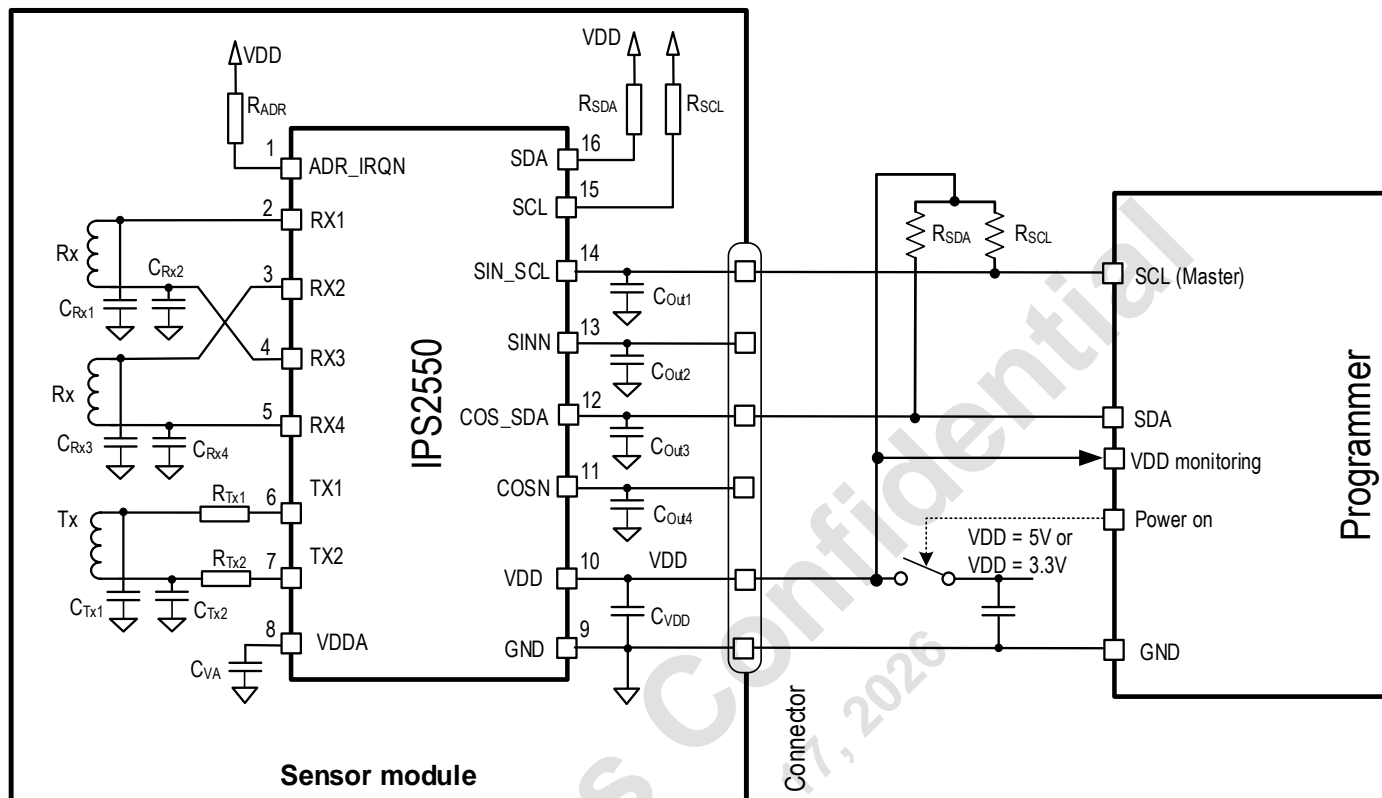 VDD
VDD
RADR
RSDA
RSCL
1
ADR_IRQN
SDA
16
15
SCL
2
RX1
Rx
CRx2
CRx1
3
RX2
4
RX3
Rx
5
RX4
CRx3
CRx4
RTx1
6
TX1
Tx
RTx2
7
TX2
CTx1
CTx2
8
VDDA
CVA
IPS2550
14
SIN_SCL
COut1
13
SINN
COut2
12
COS_SDA
COut3
11
COSN
COut4
10
VDD
VDD
CVDD
9
GND
Sensor module
Connector
RSDA
RSCL
SCL (Master)
SDA
VDD monitoring
Power on
VDD = 5V or
VDD = 3.3V
GND
Programmer
s Confidential
17, 2026